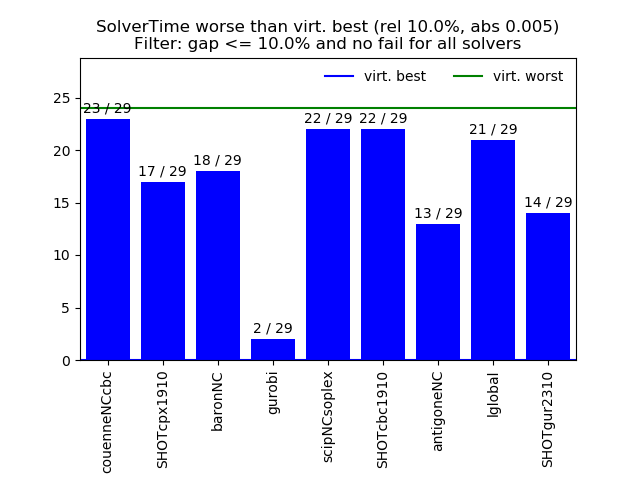 SolverTime worse than virt. best (rel 10.0%, abs 0.005)
Filter: gap <= 10.0% and no fail for all solvers
virt. best
virt. worst
25
20
15
10
5
0
23 / 29
17 / 29
18 / 29
2 / 29
22 / 29
22 / 29
13 / 29
21 / 29
14 / 29
couenneNCcbc
SHOTcpx1910
baronNC
gurobi
scipNCsoplex
SHOTcbc1910
antigoneNC
lglobal
SHOTgur2310